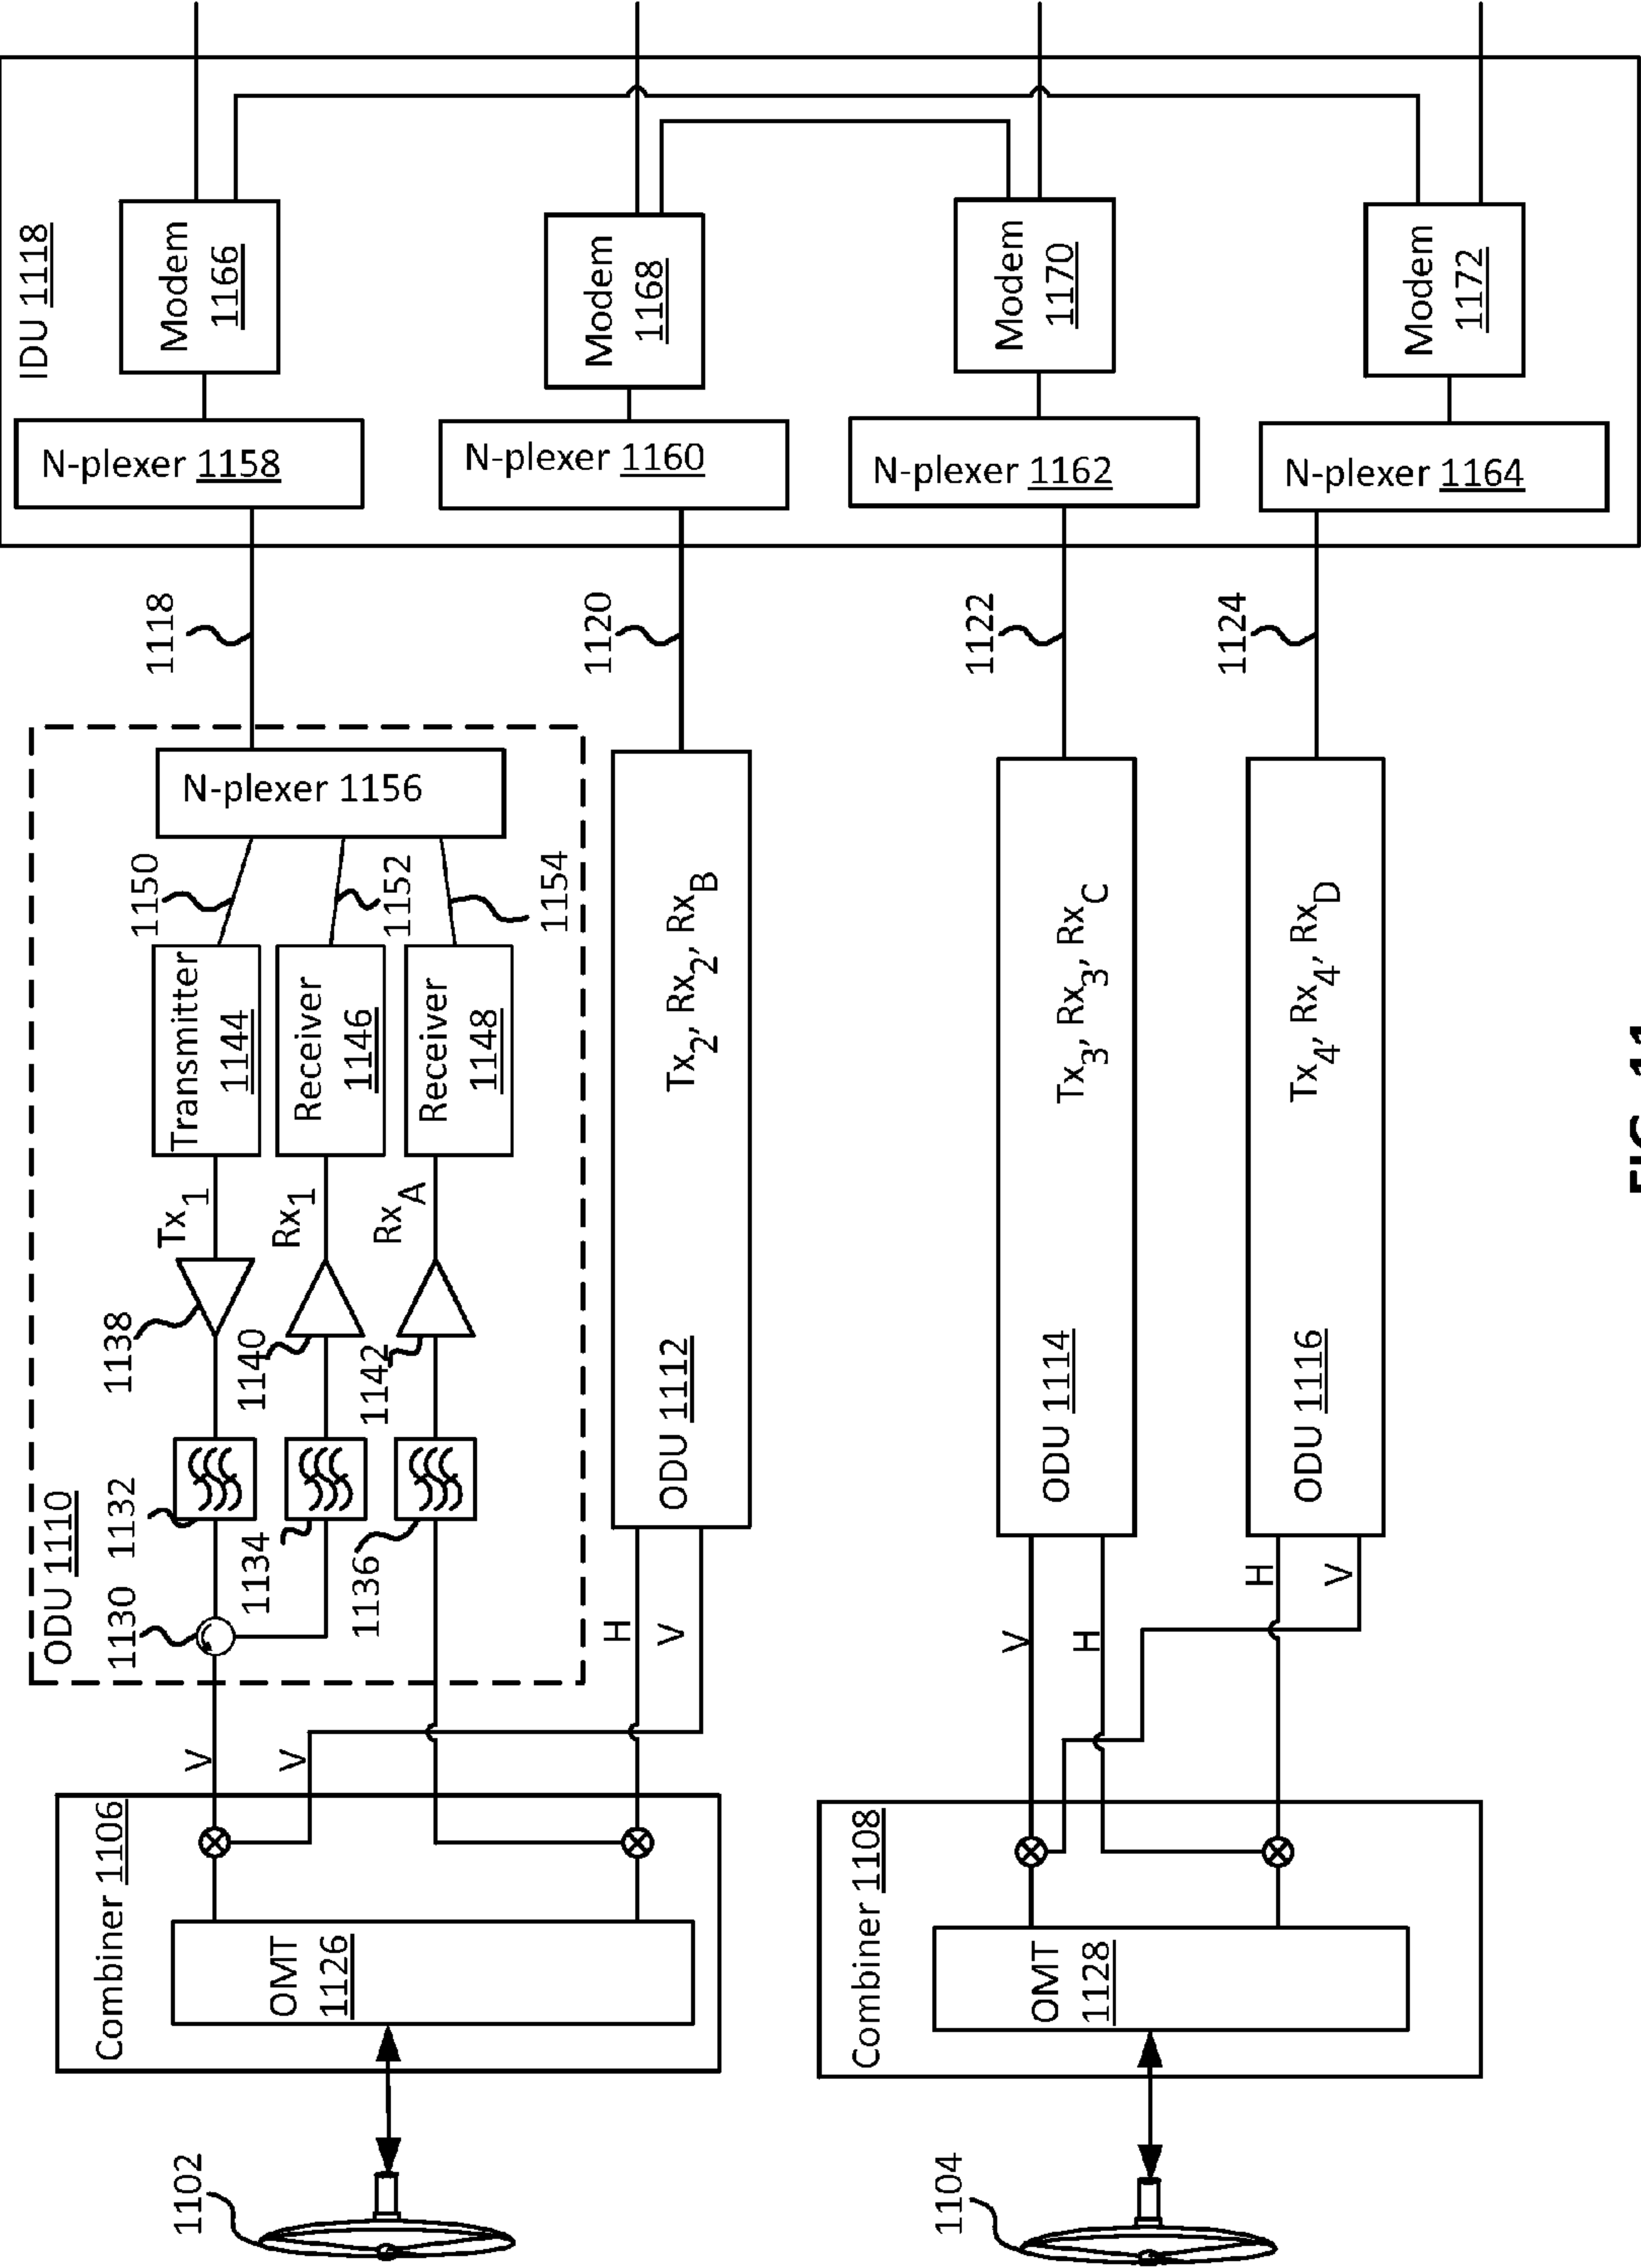 IDU 1118
Modem
1166
Modem
1168
Modem
1170
Modem
1172
N-plexer 1158
N-plexer 1160
N-plexer 1162
N-plexer 1164
1118
1120
1122
1124
N-plexer 1156
1150
1152
1154
Transmitter
1144
Receiver
1146
Receiver
1148
Tx1
Rx1
RxA
1138
1140
1142
1132
1134
1136
1130
ODU 1110
ODU 1112
Tx2, Rx2, RxB
ODU 1114
Tx3, Rx3, RxC
ODU 1116
Tx4, Rx4, RxD
V
V
H
V
V
H
H
V
Combiner 1106
OMT
1126
Combiner 1108
OMT
1128
1102
1104